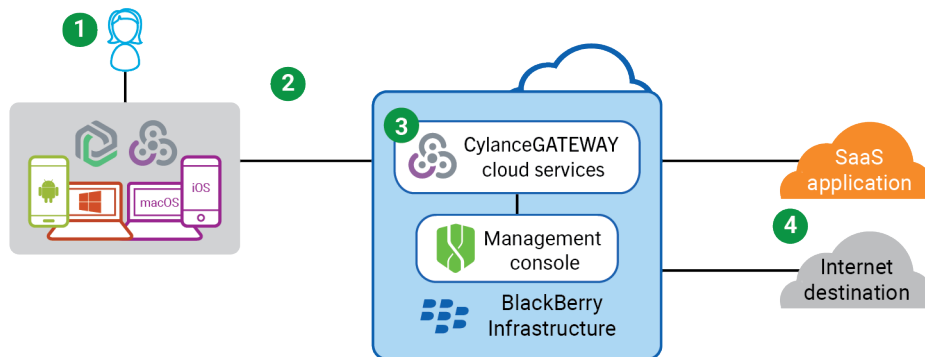 1
2
3
CylanceGATEWAY
cloud services
SaaS
application
iOS
macOS
4
Management
console
Internet
destination
BlackBerry
Infrastructure